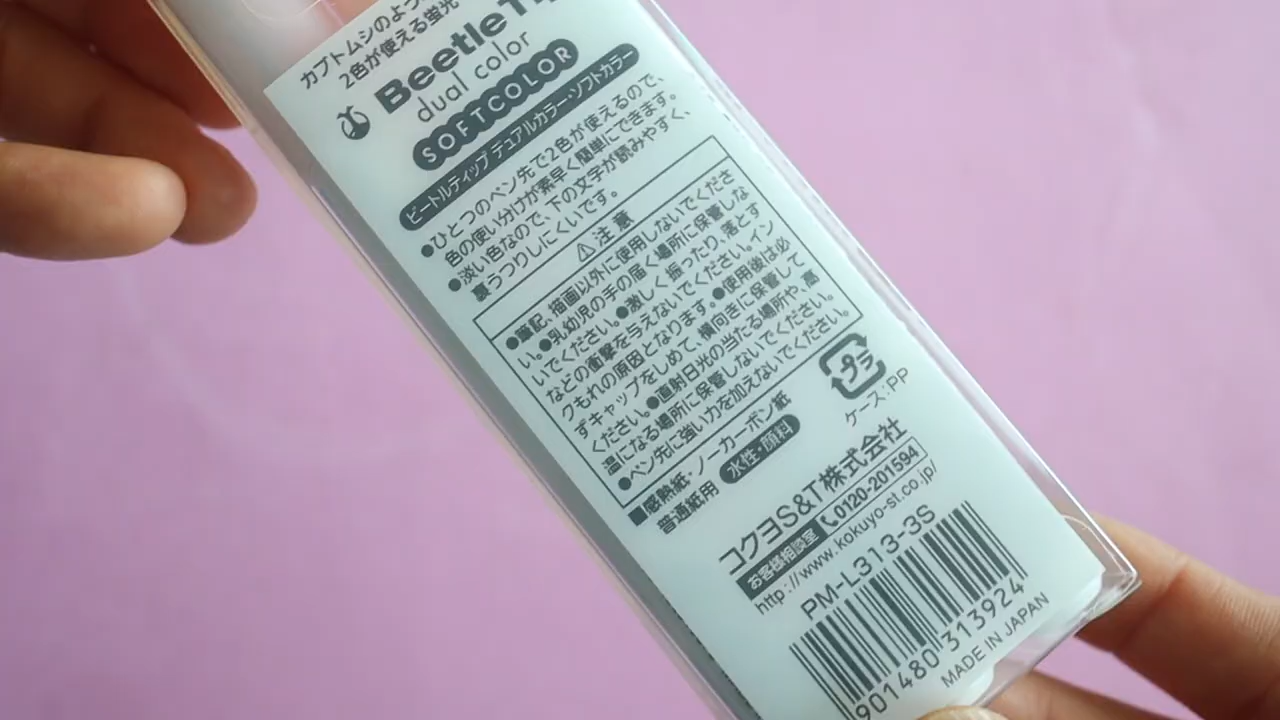 カブトムシのよう
2色が使える蛍光
BeetleTi
dual color
SOFTCOLOR
ビートルティップ デュアルカラー・ソフトカラー
●ひとつのペン先で2色が使えるので、
色の使い分けが素早く簡単にできます。
●淡い色なので、下の文字が読みやすく、
裏うつりしにくいです。
⚠注意
●筆記、描画以外に使用しないでくださ
い。●乳幼児の手の届く場所に保管しな
いでください。●激しく振ったり、落とす
などの衝撃を与えないでください。イン
クもれの原因となります。●使用後は必
ずキャップをしめて、横向きに保管して
ください。●直射日光の当たる場所や、高
温になる場所に保管しないでください。
●ペン先に強い力を加えないでください。
■感熱紙・ノーカーボン紙
普通紙用 水性・顔料
プラ
ケース:PP
コクヨS&T株式会社
お客様相談室 0120-201594
http://www.kokuyo-st.co.jp/
PM-L313-3S
901480 313924
MADE IN JAPAN